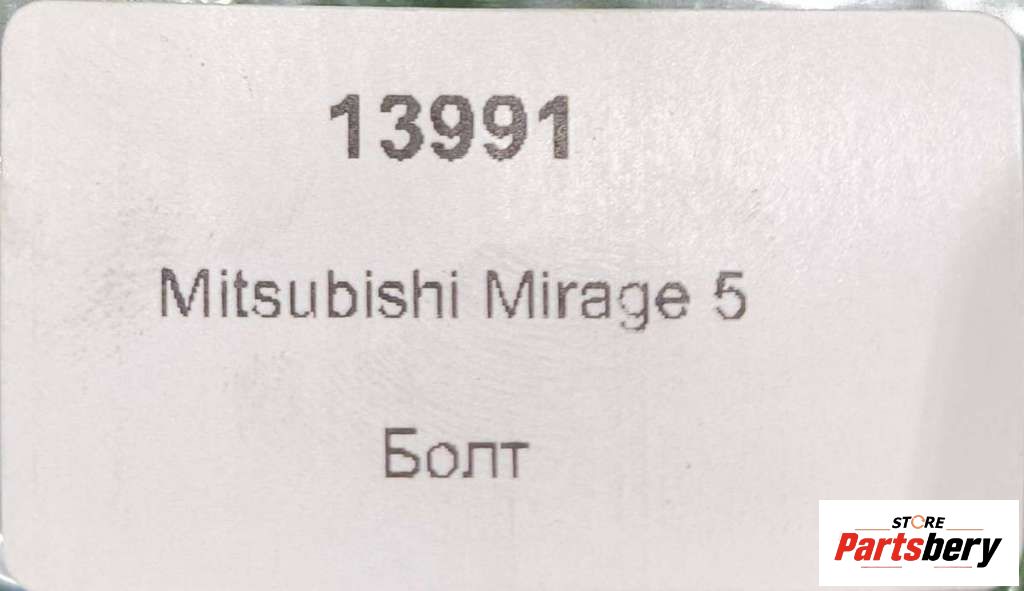 13991
Mitsubishi Mirage 5
Болт
STORE
Partsbery